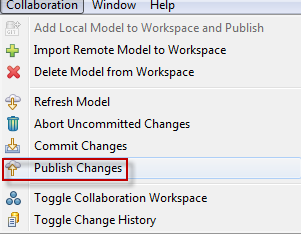 Collaboration Window Help
Add Local Model to Workspace and Publish
Import Remote Model to Workspace
Delete Model from Workspace
Refresh Model
Abort Uncommitted Changes
Commit Changes
Publish Changes
Toggle Collaboration Workspace
Toggle Change History